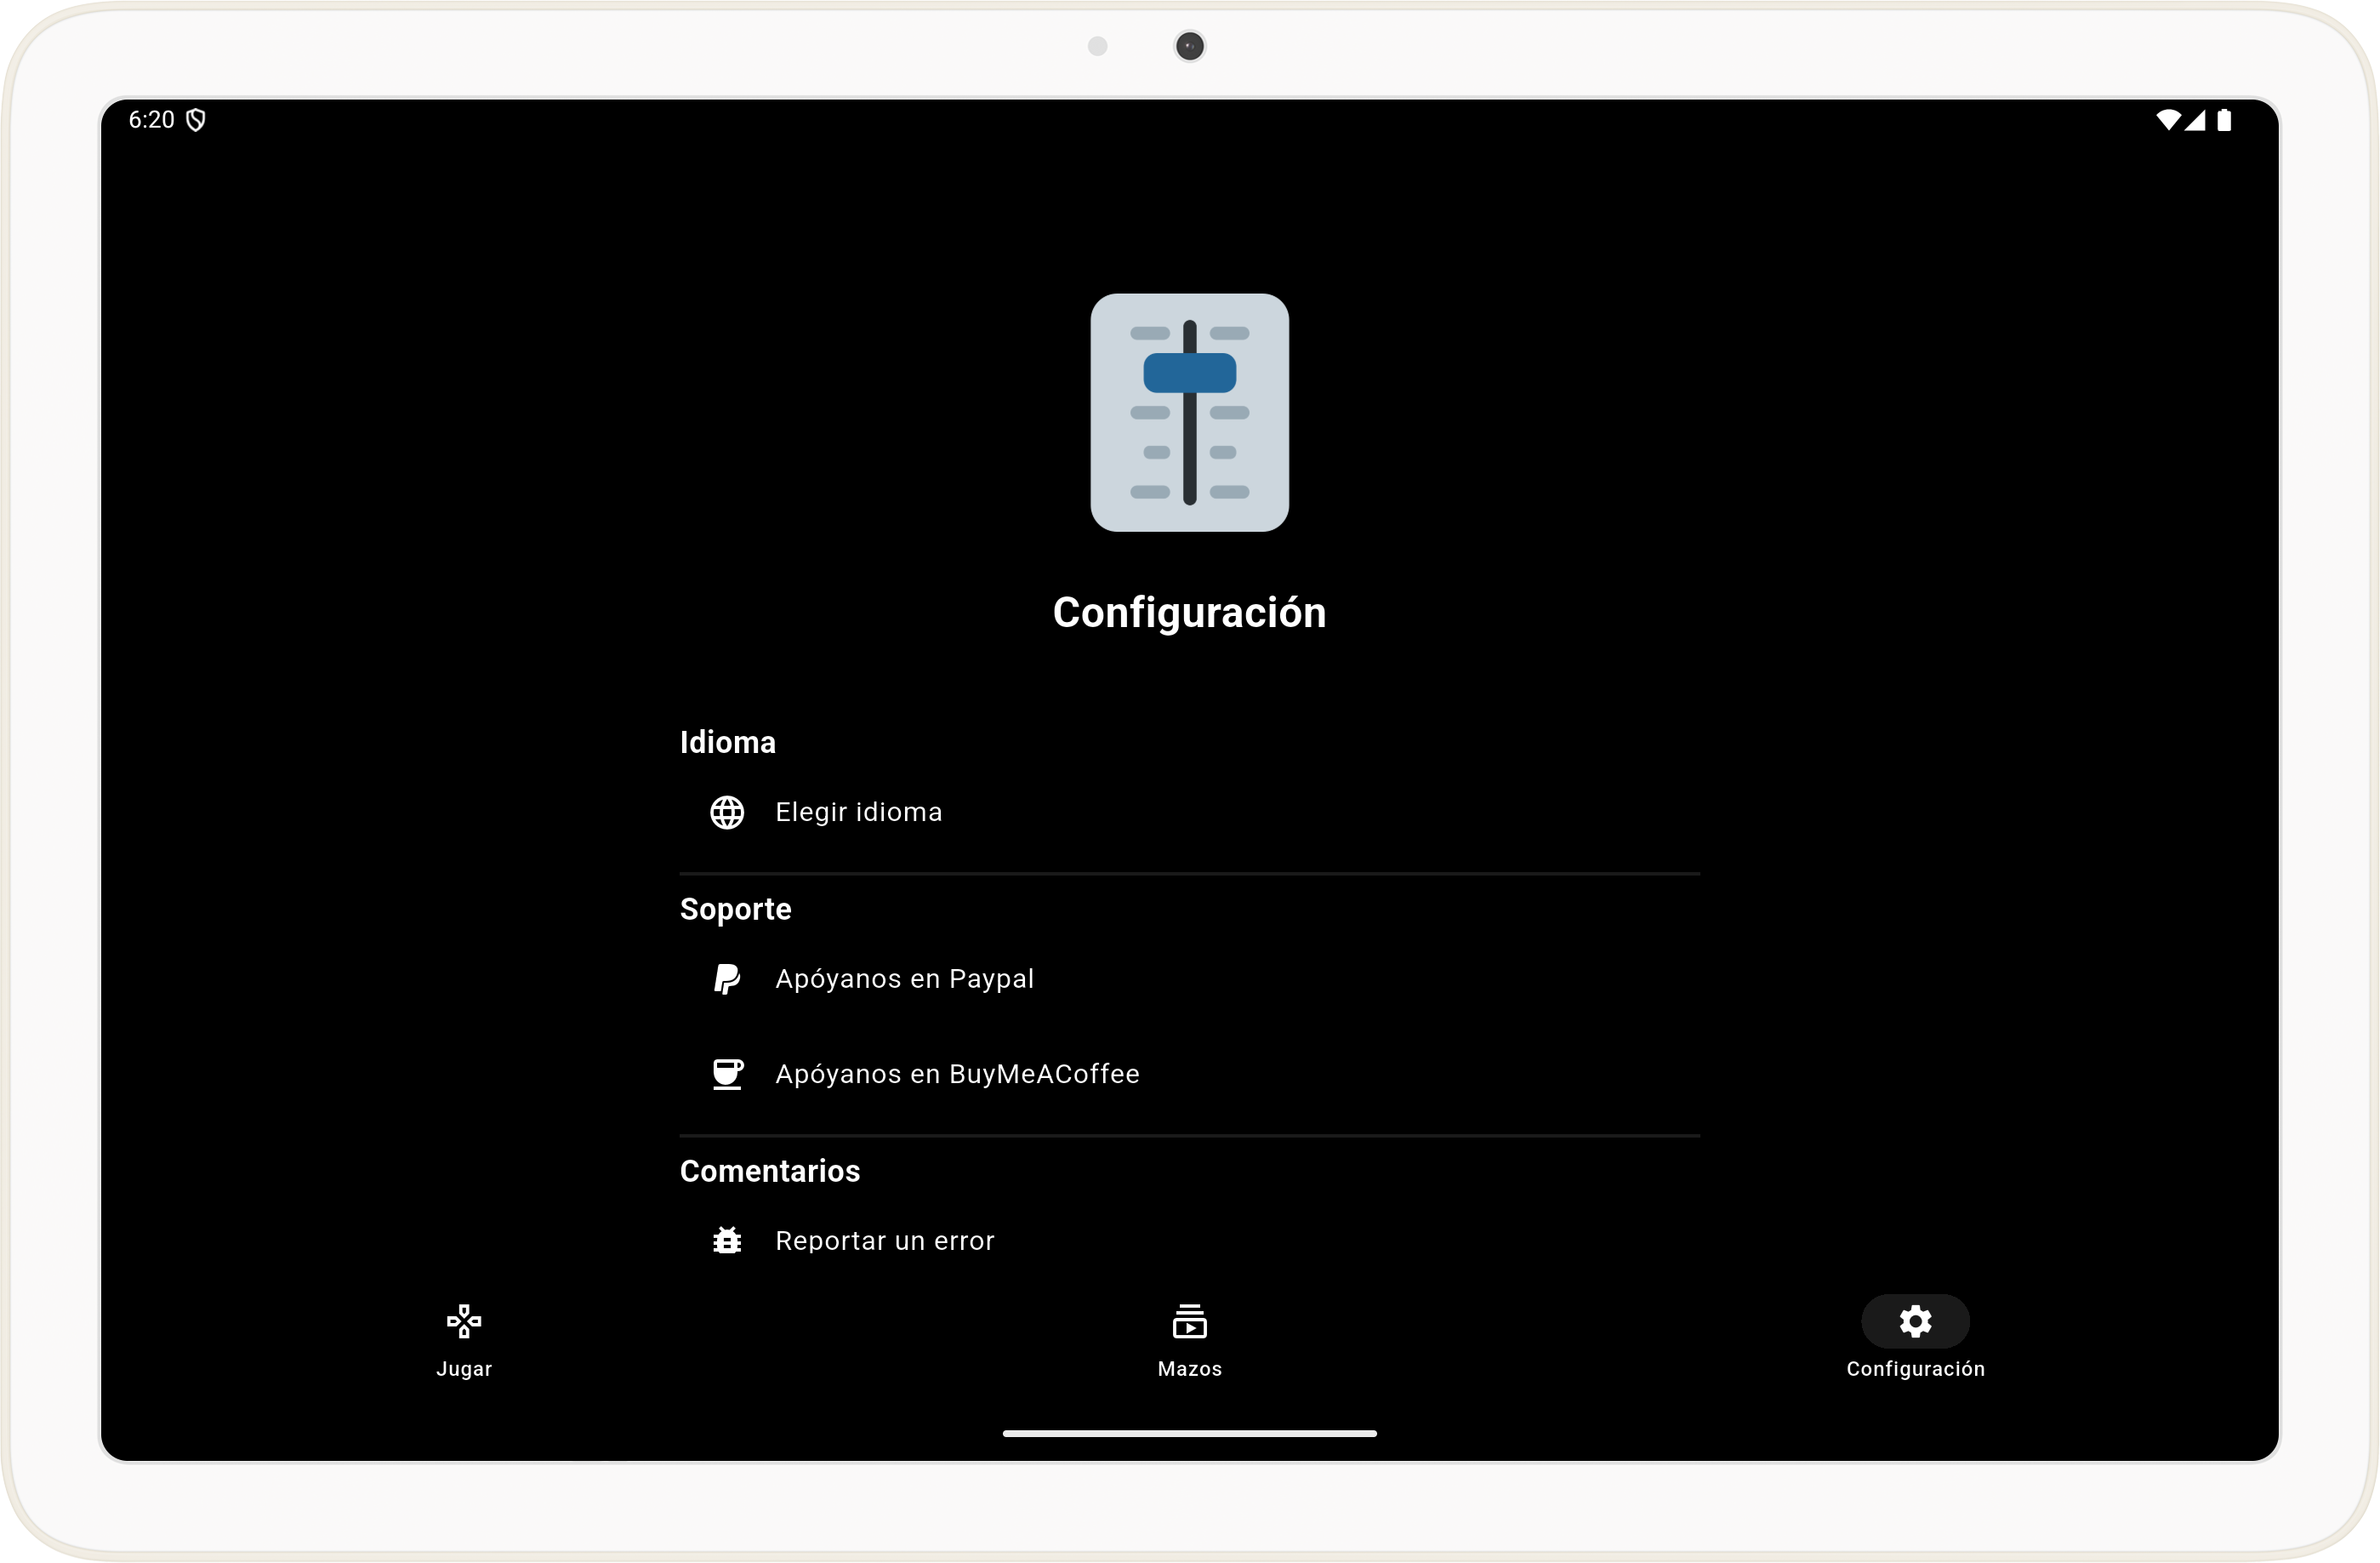 6:20
Configuración
Idioma
Elegir idioma
Soporte
Apóyanos en Paypal
Apóyanos en BuyMeACoffee
Comentarios
Reportar un error
Jugar
Mazos
Configuración